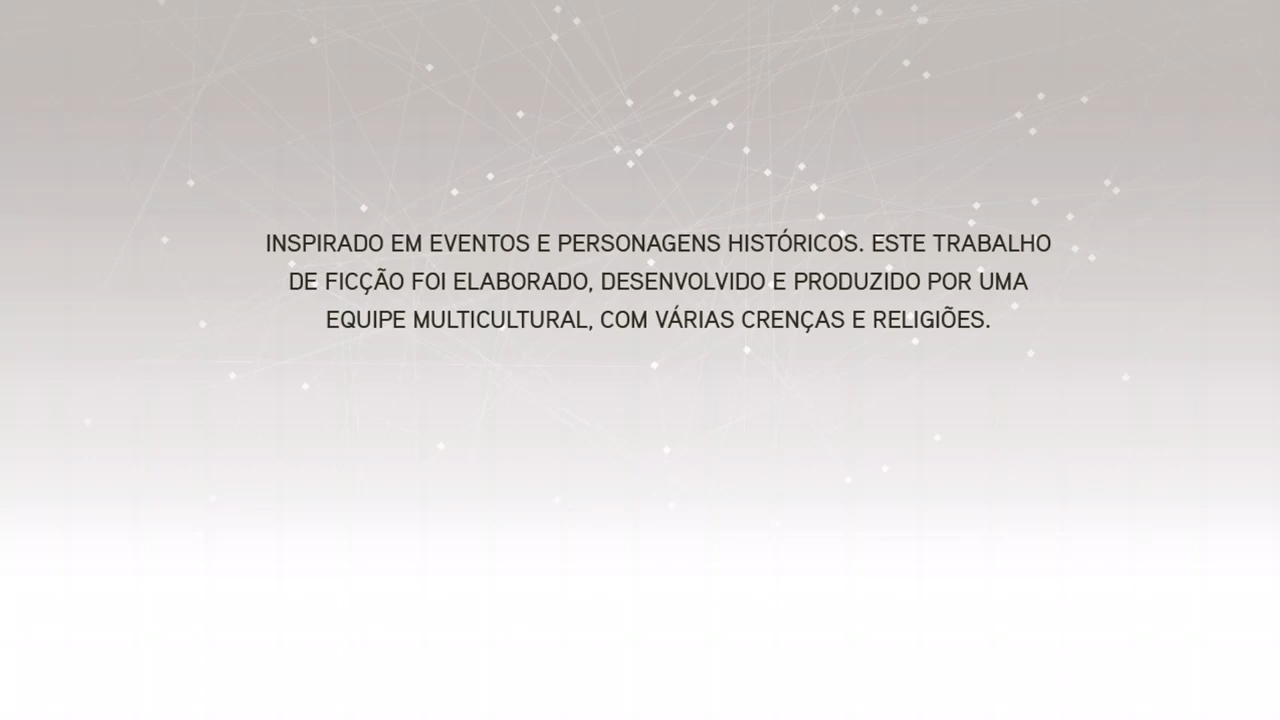 INSPIRADO EM EVENTOS E PERSONAGENS HISTÓRICOS. ESTE TRABALHO
DE FICÇÃO FOI ELABORADO, DESENVOLVIDO E PRODUZIDO POR UMA
EQUIPE MULTICULTURAL, COM VÁRIAS CRENÇAS E RELIGIÕES.